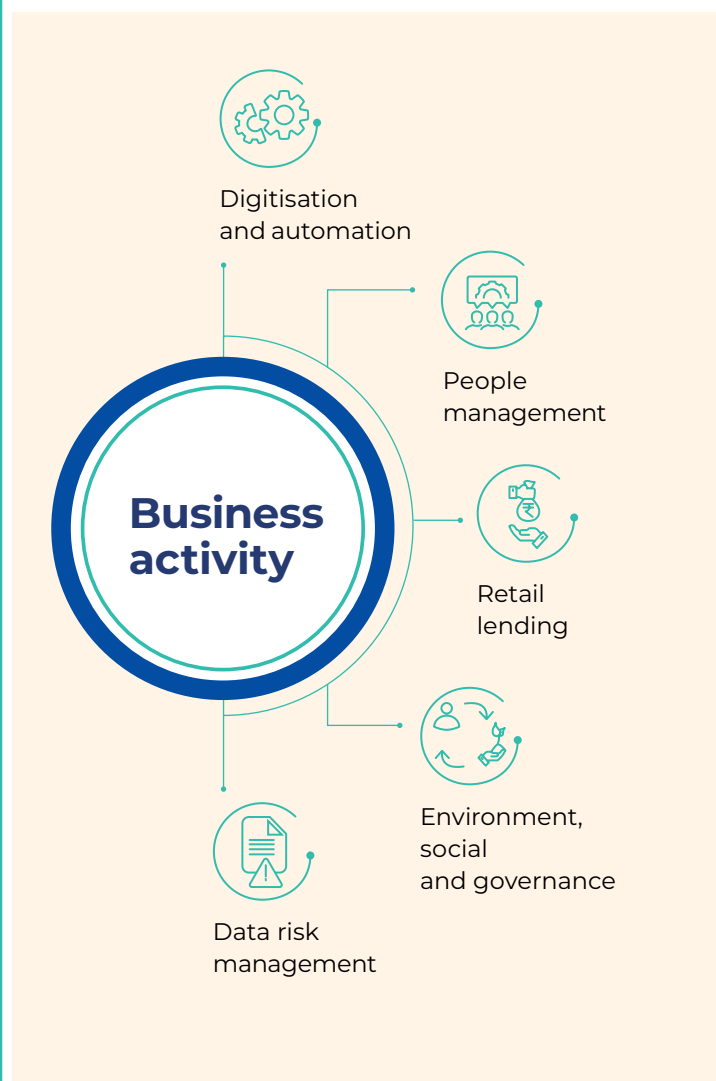 Digitisation
and automation
People
management
Business
activity
Retail
lending
Environment,
social
and governance
Data risk
management